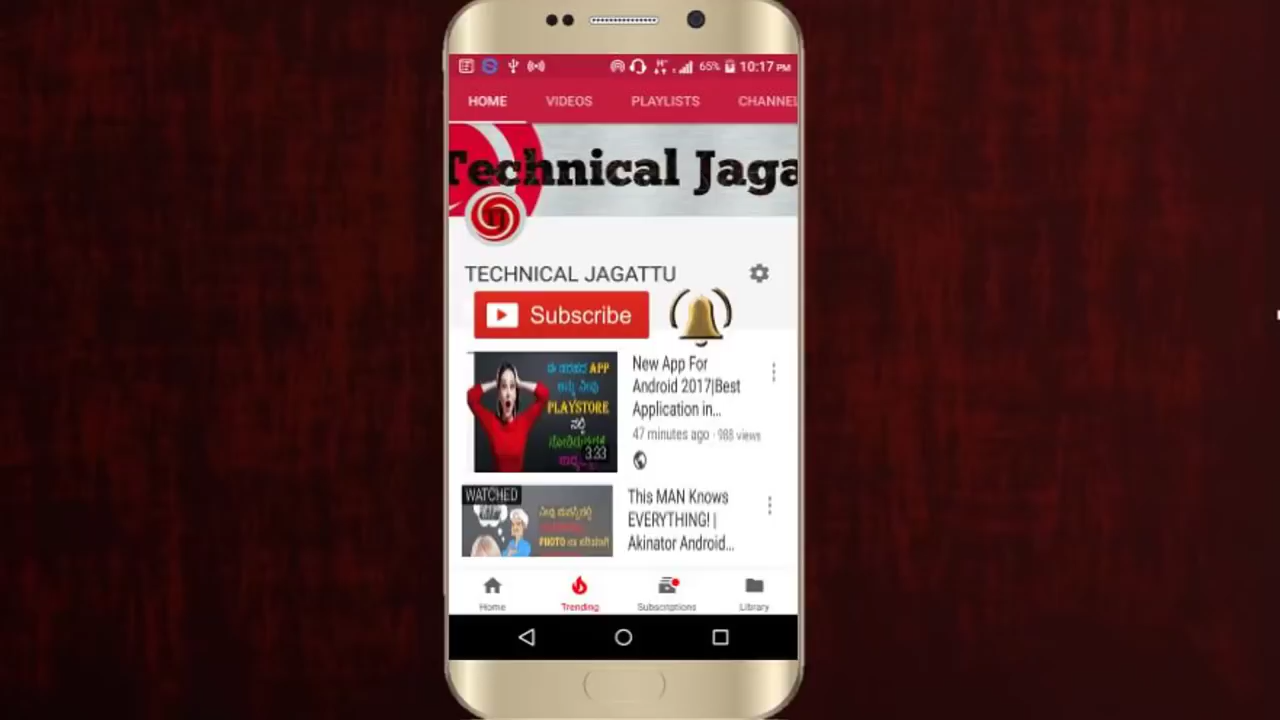 65% 10:17 PM
HOME VIDEOS PLAYLISTS CHANNEL
Technical Jaga
TECHNICAL JAGATTU
Subscribe
APP
PLAYSTORE
ನಲ್ಲಿ
3:33
New App For
Android 2017|Best
Application in...
47 minutes ago · 988 views
WATCHED
PHOTO
This MAN Knows
EVERYTHING! |
Akinator Android...
Home Trending Subscriptions Library